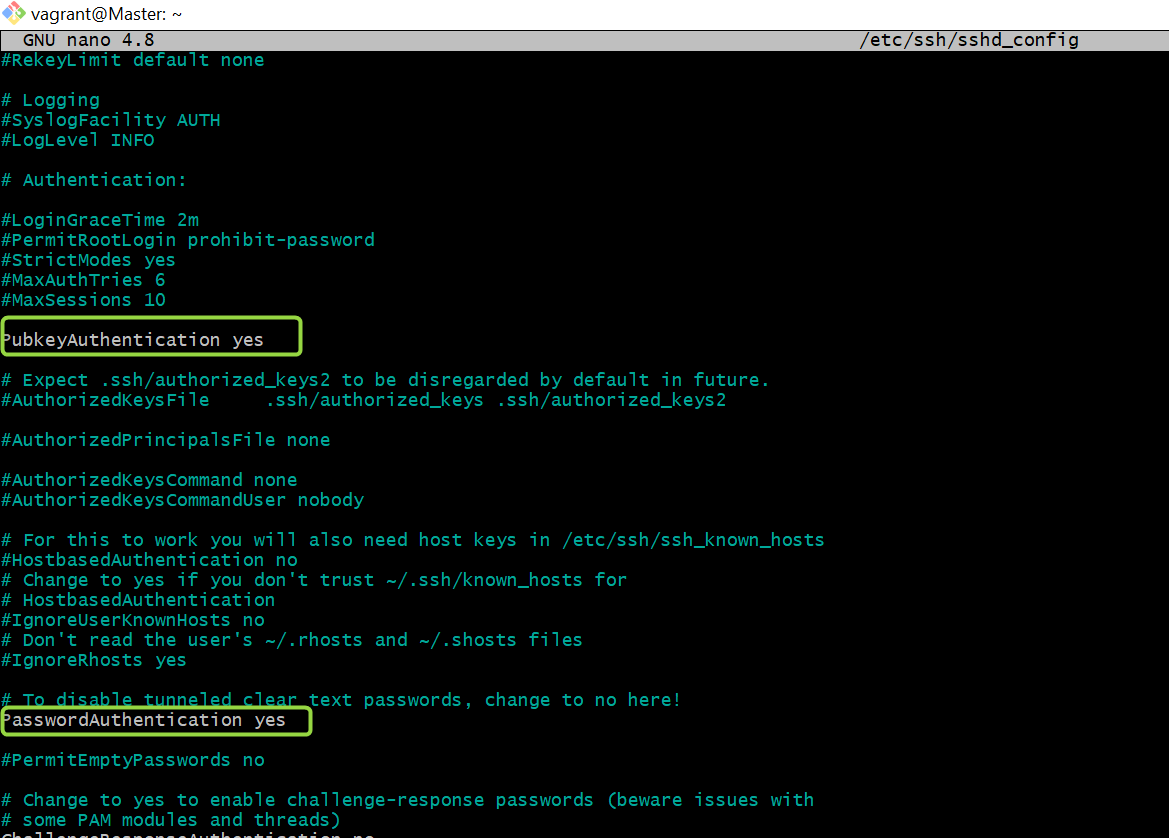 vagrant@Master: ~
GNU nano 4.8 /etc/ssh/sshd_config
#RekeyLimit default none
# Logging
#SyslogFacility AUTH
#LogLevel INFO
# Authentication:
#LoginGraceTime 2m
#PermitRootLogin prohibit-password
#StrictModes yes
#MaxAuthTries 6
#MaxSessions 10
PubkeyAuthentication yes
# Expect .ssh/authorized_keys2 to be disregarded by default in future.
#AuthorizedKeysFile .ssh/authorized_keys .ssh/authorized_keys2
#AuthorizedPrincipalsFile none
#AuthorizedKeysCommand none
#AuthorizedKeysCommandUser nobody
# For this to work you will also need host keys in /etc/ssh/ssh_known_hosts
#HostbasedAuthentication no
# Change to yes if you don't trust ~/.ssh/known_hosts for
# HostbasedAuthentication
#IgnoreUserKnownHosts no
# Don't read the user's ~/.rhosts and ~/.shosts files
#IgnoreRhosts yes
# To disable tunneled clear text passwords, change to no here!
PasswordAuthentication yes
#PermitEmptyPasswords no
# Change to yes to enable challenge-response passwords (beware issues with
# some PAM modules and threads)
ChallengeResponseAuthentication no